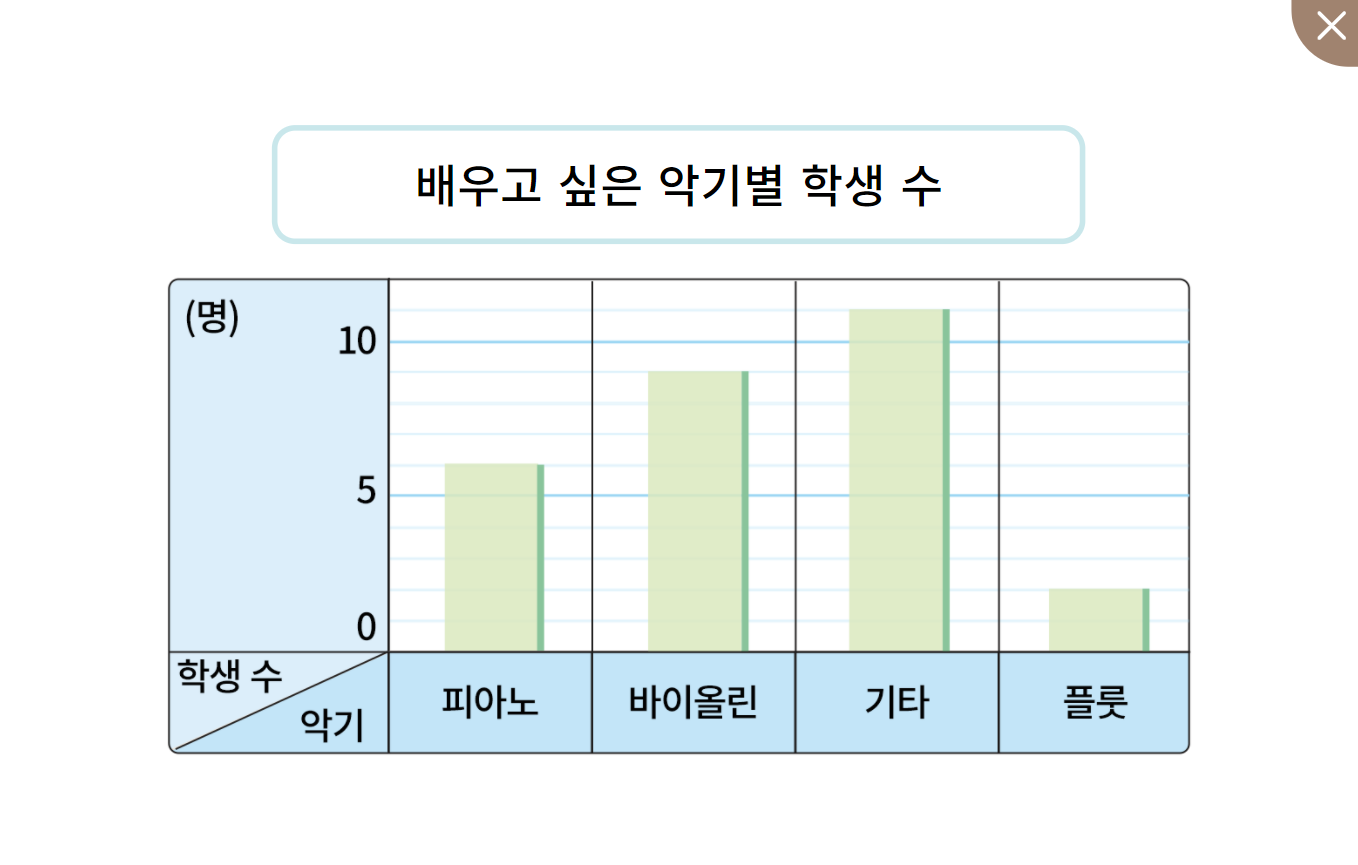 배우고 싶은 악기별 학생 수
(명)
10
5
0
학생 수
악기
피아노
바이올린
기타
플룻